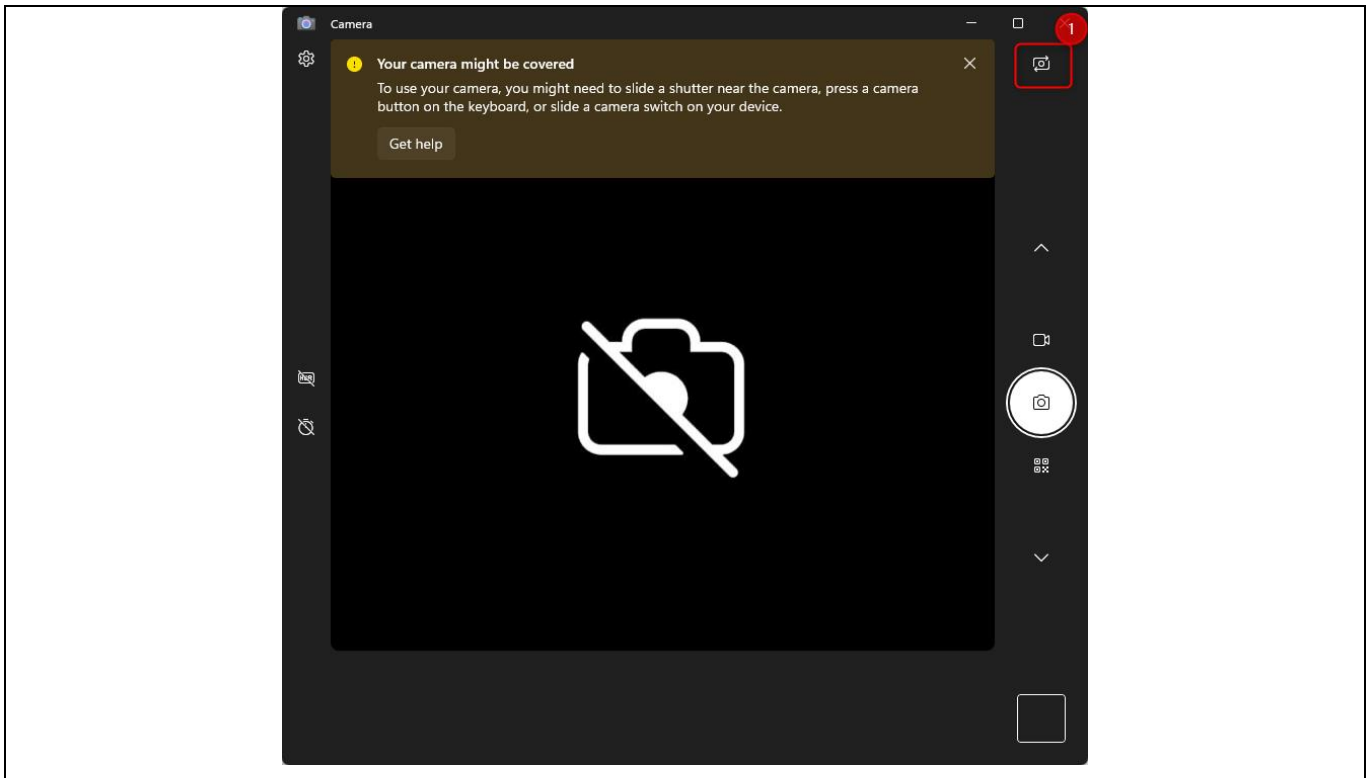 Camera
1
Your camera might be covered
To use your camera, you might need to slide a shutter near the camera, press a camera
button on the keyboard, or slide a camera switch on your device.
Get help